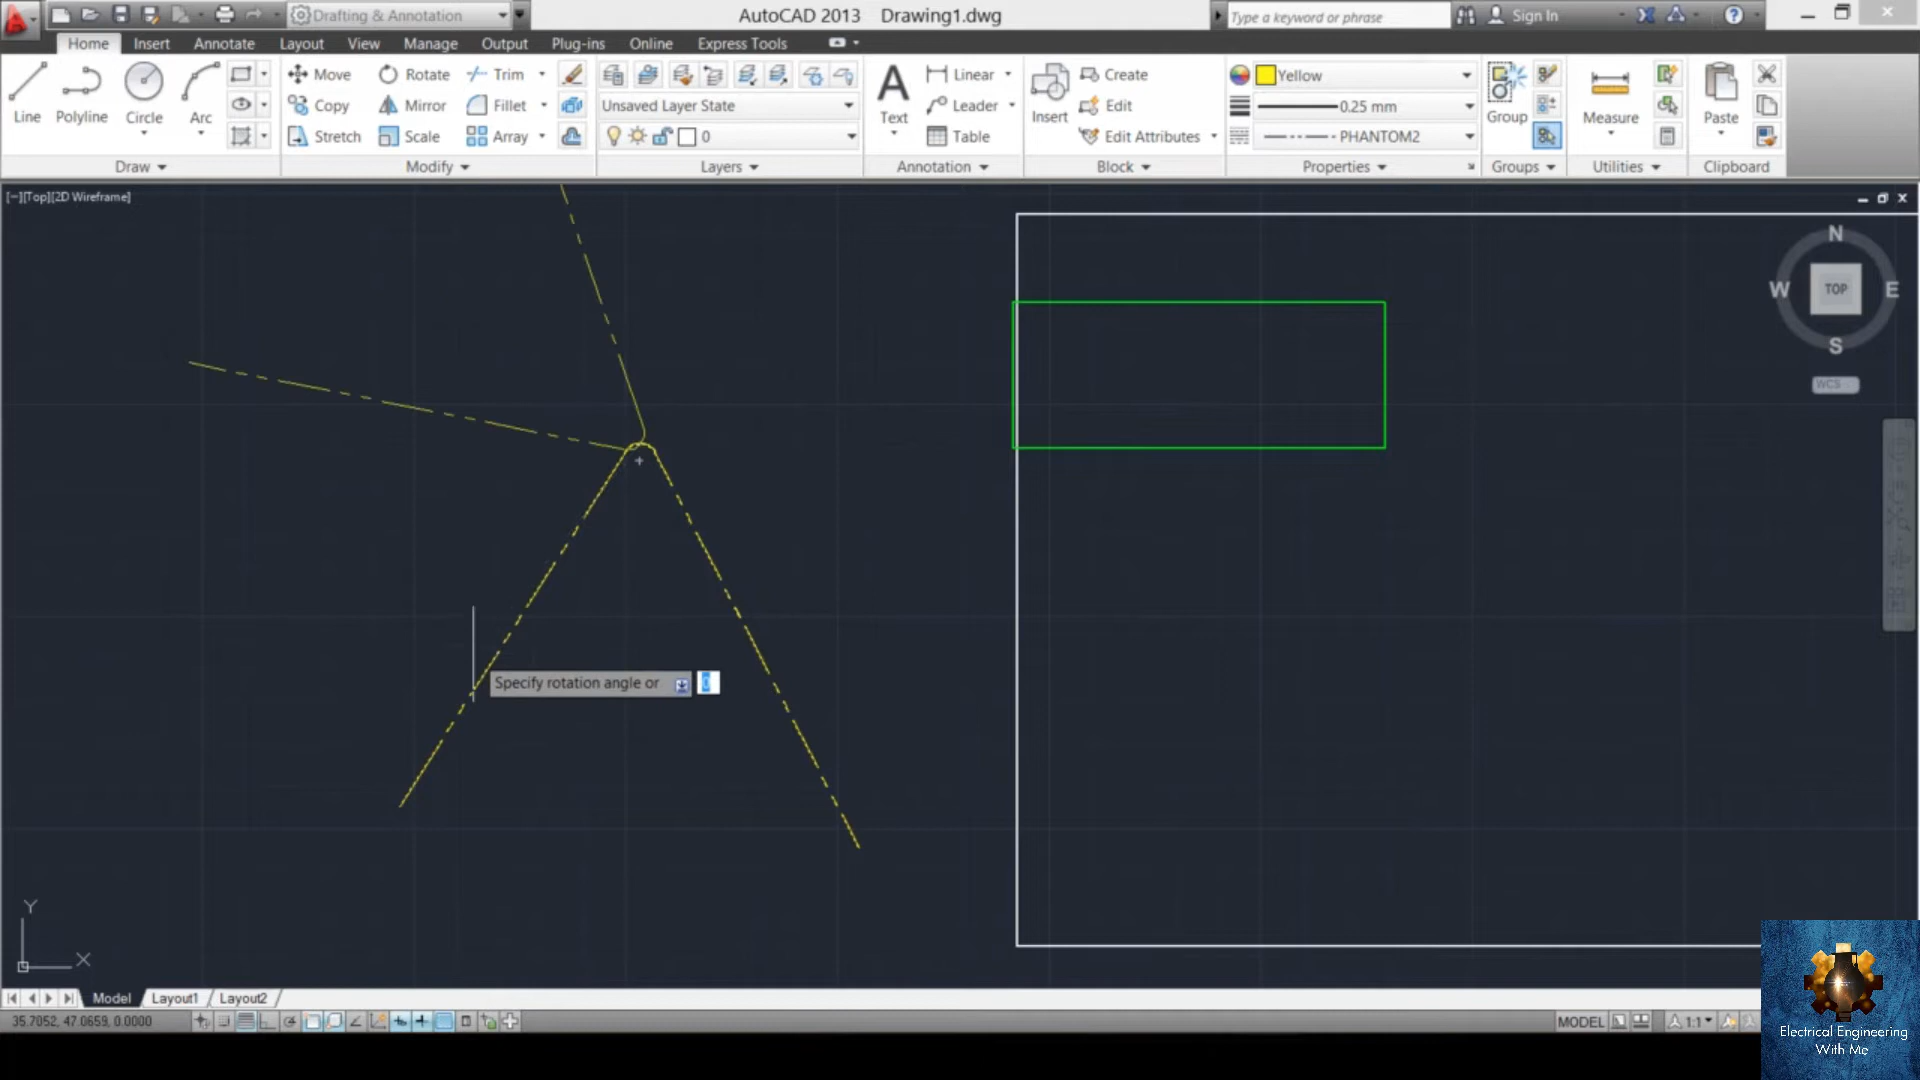 Drafting & Annotation
AutoCAD 2013 Drawing1.dwg
Type a keyword or phrase
Sign In
Home Insert Annotate Layout View Manage Output Plug-ins Online Express Tools
Line Polyline Circle Arc
Move Rotate Trim
Copy Mirror Fillet
Stretch Scale Array
Unsaved Layer State
0
Text
Linear
Leader
Table
Insert
Create
Edit
Edit Attributes
Yellow
0.25 mm
PHANTOM2
Group
Measure
Paste
Draw Modify Layers Annotation Block Properties Groups Utilities Clipboard
[−][Top][2D Wireframe]
N
W TOP E
S
WCS
Specify rotation angle or 0
Y
X
Model Layout1 Layout2
35.7052, 47.0659, 0.0000
MODEL 1:1
Electrical Engineering
With Me